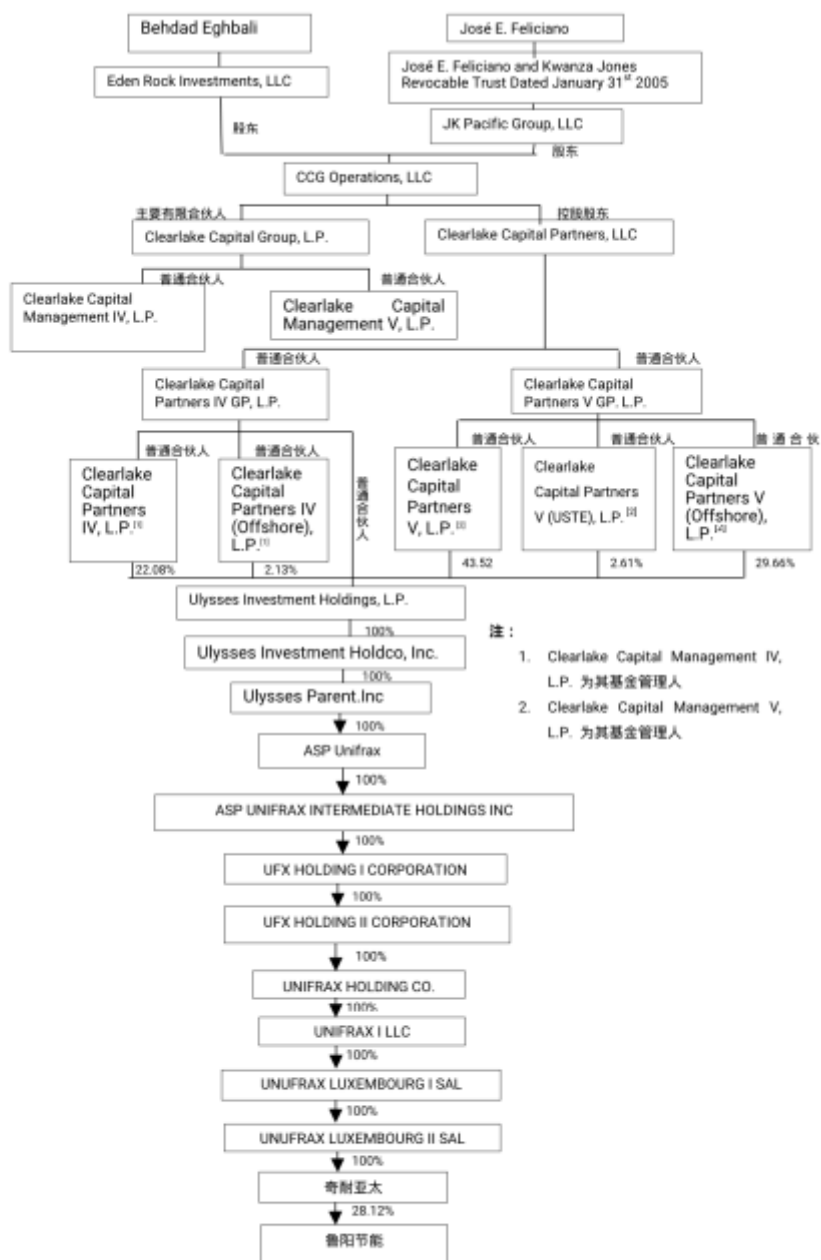 Behdad Eghbali
José E. Feliciano
Eden Rock Investments, LLC
José E. Feliciano and Kwanza Jones
Revocable Trust Dated January 31st 2005
JK Pacific Group, LLC
股东
股东
CCG Operations, LLC
主要有限合伙人
控股股东
Clearlake Capital Group, L.P.
Clearlake Capital Partners, LLC
普通合伙人
普通合伙人
Clearlake Capital
Management IV, L.P.
Clearlake Capital
Management V, L.P.
普通合伙人
普通合伙人
Clearlake Capital
Partners IV GP, L.P.
Clearlake Capital
Partners V GP. L.P.
普通合伙人
普通合伙人
普通合伙人
普通合伙人
普通合伙人
普通合伙
Clearlake
Capital
Partners
IV, L.P.[1]
Clearlake
Capital
Partners IV
(Offshore),
L.P.[1]
Clearlake
Capital
Partners
V, L.P.[2]
Clearlake
Capital Partners
V (USTE), L.P.[2]
Clearlake
Capital
Partners V
(Offshore),
L.P.
22.08%
2.13%
43.52
2.61%
29.66%
Ulysses Investment Holdings, L.P.
100%
Ulysses Investment Holdco, Inc.
100%
Ulysses Parent.Inc
100%
ASP Unifrax
100%
ASP UNIFRAX INTERMEDIATE HOLDINGS INC
100%
UFX HOLDING I CORPORATION
100%
UFX HOLDING II CORPORATION
100%
UNIFRAX HOLDING CO.
100%
UNIFRAX I LLC
100%
UNUFRAX LUXEMBOURG I SAL
100%
UNUFRAX LUXEMBOURG II SAL
100%
奇耐亚太
28.12%
鲁阳节能
注：
1. Clearlake Capital Management IV,
L.P. 为其基金管理人
2. Clearlake Capital Management V,
L.P. 为其基金管理人